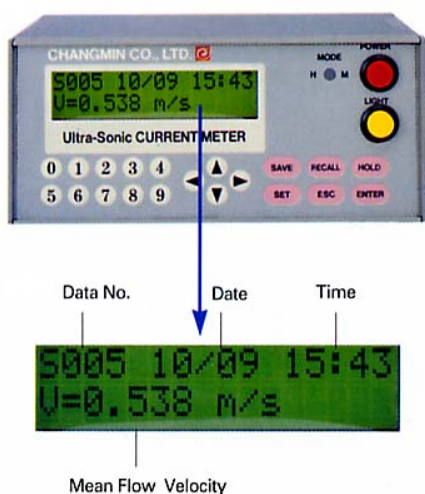 CHANGMIN CO., LTD.
POWER
MODE
H M
S005 10/09 15:43
V=0.538 m/s
LIGHT
Ultra-Sonic CURRENT METER
0 1 2 3 4
SAVE RECALL HOLD
5 6 7 8 9
SET ESC ENTER
Data No. Date Time
S005 10/09 15:43
V=0.538 m/s
Mean Flow Velocity